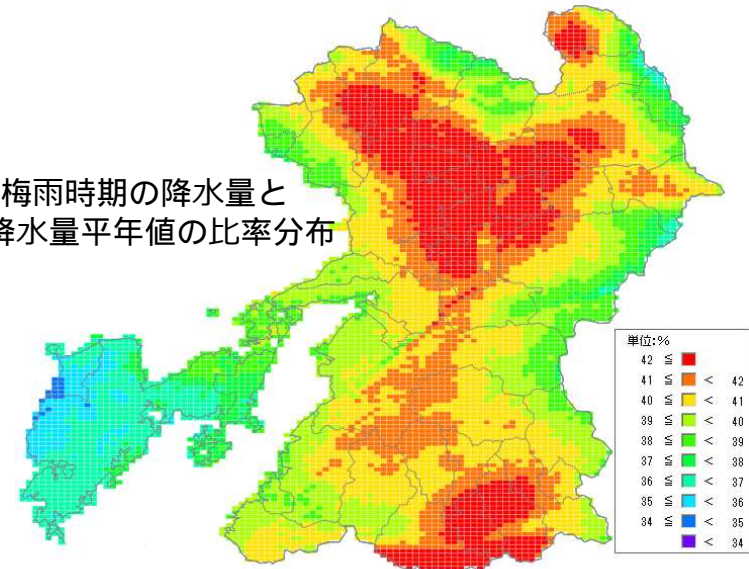 梅雨時期の降水量と
降水量平年値の比率分布
単位:%
42 ≦
41 ≦ < 42
40 ≦ < 41
39 ≦ < 40
38 ≦ < 39
37 ≦ < 38
36 ≦ < 37
35 ≦ < 36
34 ≦ < 35
< 34